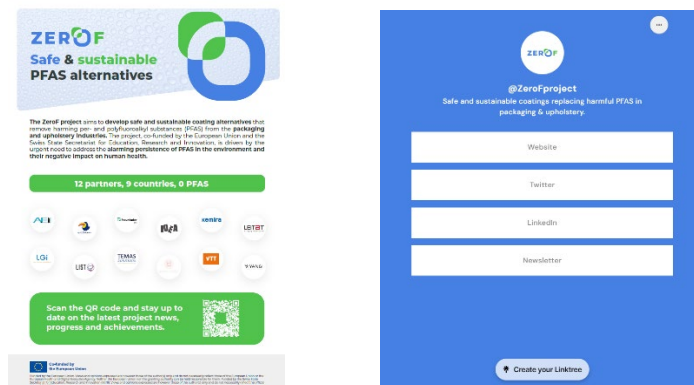 ZEROF
Safe & sustainable
PFAS alternatives
The ZeroF project aims to develop safe and sustainable coating alternatives that
remove harming per- and polyfluoroalkyl substances (PFAS) from the packaging
and upholstery industries. The project, co-funded by the European Union and the
Swiss State Secretariat for Education, Research and Innovation, is driven by the
urgent need to address the alarming persistence of PFAS in the environment and
their negative impact on human health.
12 partners, 9 countries, 0 PFAS
kemira
LEITAT
LGI
LIST
TEMAS
VTT
Scan the QR code and stay up to
date on the latest project news,
progress and achievements.
Co-funded by
the European Union
ZEROF
@ZeroFproject
Safe and sustainable coatings replacing harmful PFAS in
packaging & upholstery.
Website
Twitter
LinkedIn
Newsletter
Create your Linktree